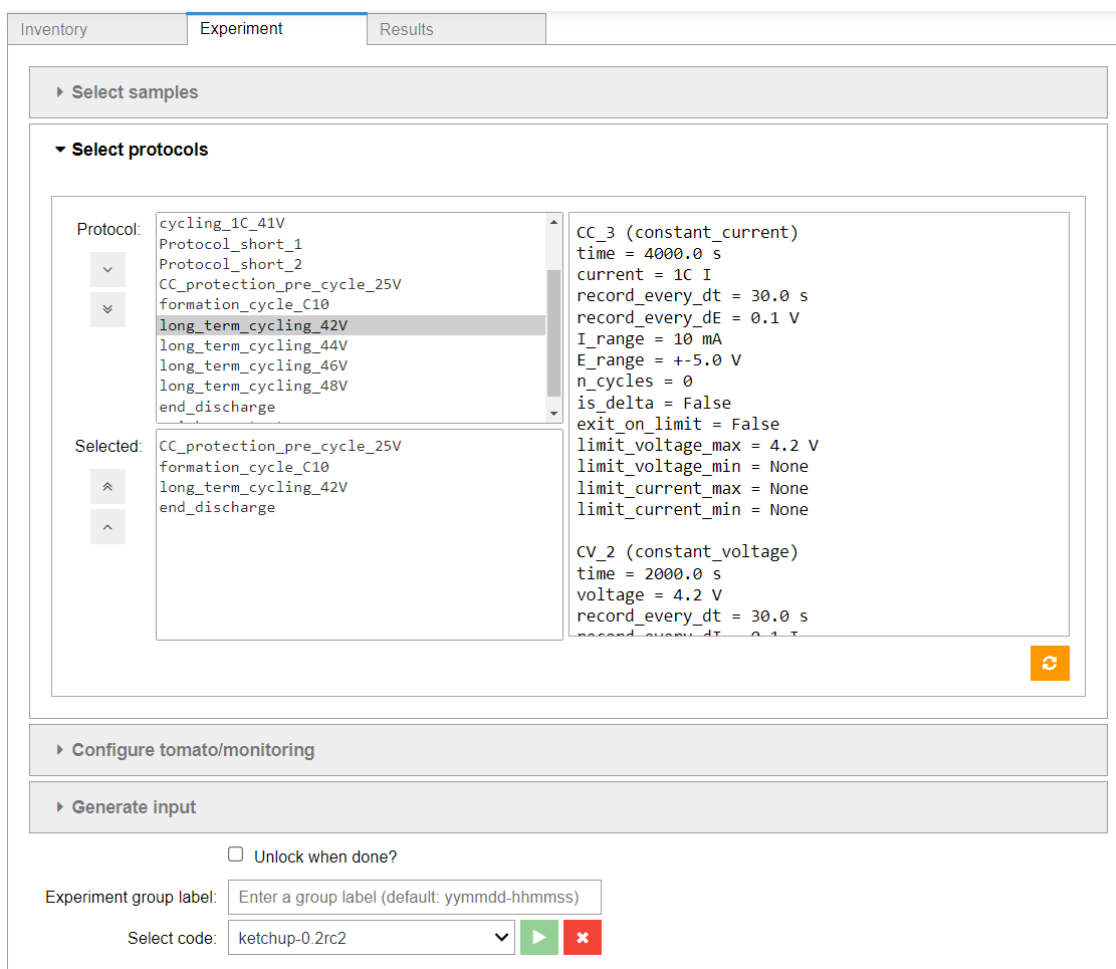 Inventory
Experiment
Results
Select samples
Select protocols
Protocol:
cycling_1C_41V
Protocol_short_1
Protocol_short_2
CC_protection_pre_cycle_25V
formation_cycle_C10
long_term_cycling_42V
long_term_cycling_44V
long_term_cycling_46V
long_term_cycling_48V
end_discharge
Selected:
CC_protection_pre_cycle_25V
formation_cycle_C10
long_term_cycling_42V
end_discharge
CC_3 (constant_current)
time = 4000.0 s
current = 1C I
record_every_dt = 30.0 s
record_every_dE = 0.1 V
I_range = 10 mA
E_range = +-5.0 V
n_cycles = 0
is_delta = False
exit_on_limit = False
limit_voltage_max = 4.2 V
limit_voltage_min = None
limit_current_max = None
limit_current_min = None
CV_2 (constant_voltage)
time = 2000.0 s
voltage = 4.2 V
record_every_dt = 30.0 s
record_every_dI = 0.1 I
Configure tomato/monitoring
Generate input
Unlock when done?
Experiment group label:
Enter a group label (default: yymmdd-hhmmss)
Select code:
ketchup-0.2rc2